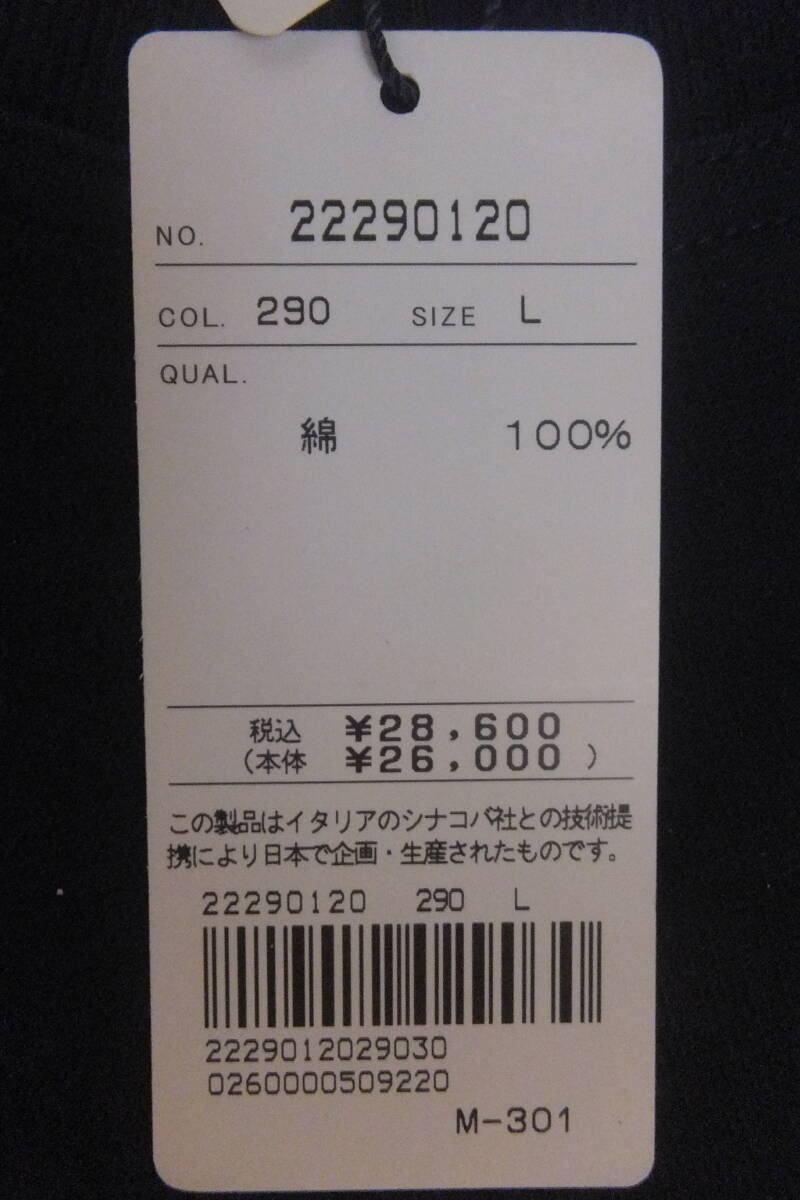 NO. 22290120
COL. 290 SIZE L
QUAL.
綿 100%
税込 ¥28,600
(本体 ¥26,000 )
この製品はイタリアのシナコバ社との技術提
携により日本で企画・生産されたものです。
22290120 290 L
2229012029030
0260000509220
M-301